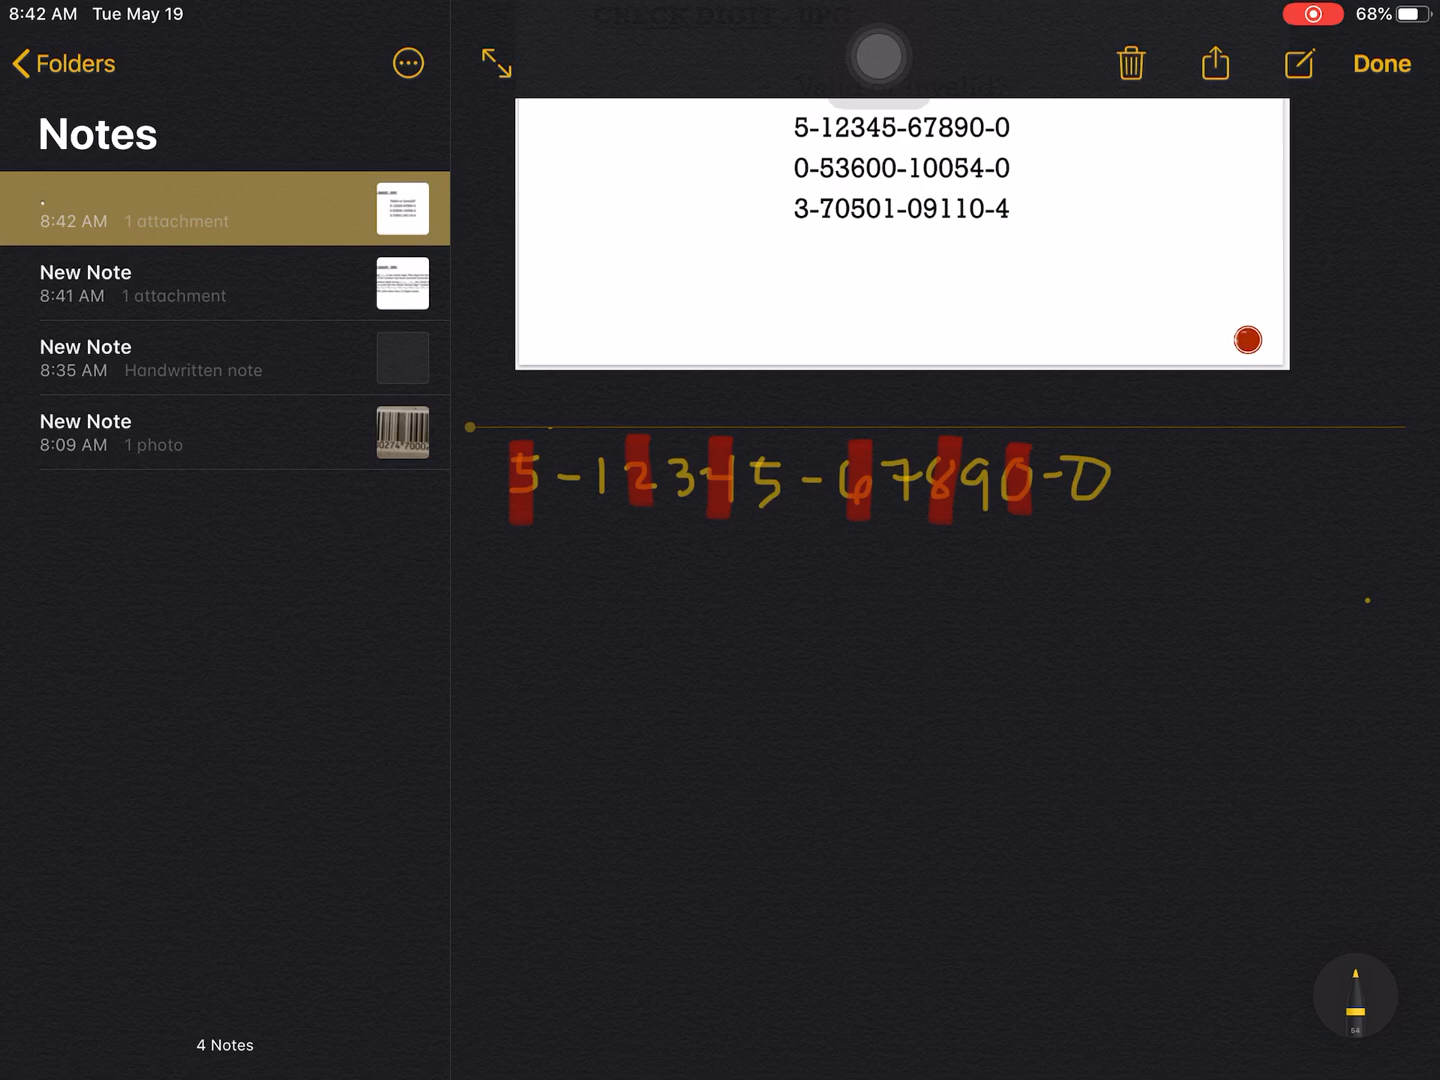 8:42 AM Tue May 19
68%
Folders
Done
Notes
.
8:42 AM 1 attachment
New Note
8:41 AM 1 attachment
New Note
8:35 AM Handwritten note
New Note
8:09 AM 1 photo
4 Notes
5-12345-67890-0
0-53600-10054-0
3-70501-09110-4
5-12345-67890-0
54